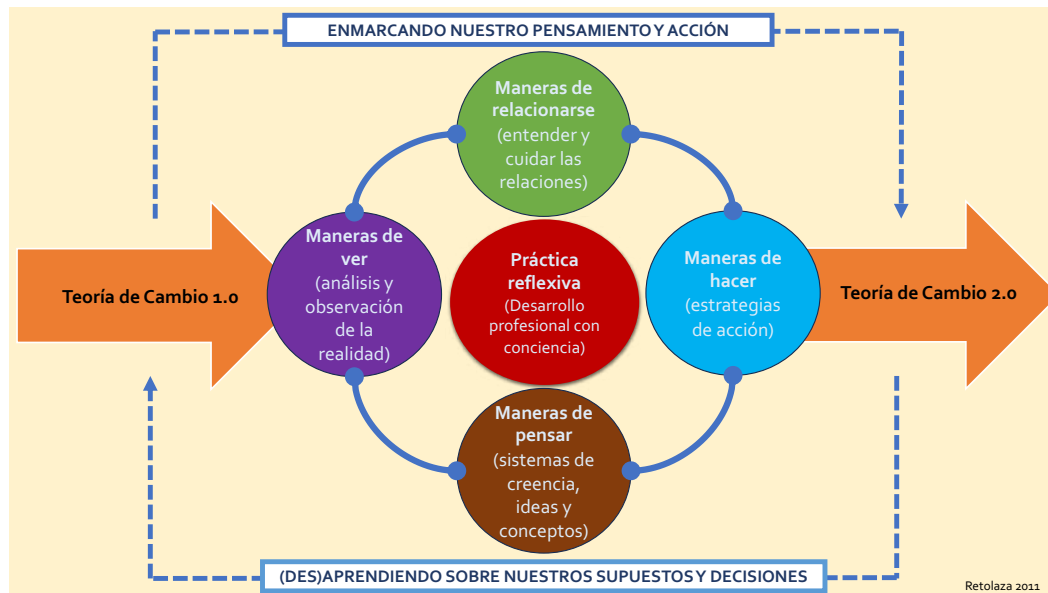 ENMARCANDO NUESTRO PENSAMIENTO Y ACCIÓN
Maneras de
relacionarse
(entender y
cuidar las
relaciones)
Teoría de Cambio 1.0
Maneras de
ver
(análisis y
observación
de la
realidad)
Práctica
reflexiva
(Desarrollo
profesional con
conciencia)
Maneras de
hacer
(estrategias
de acción)
Teoría de Cambio 2.0
Maneras de
pensar
(sistemas de
creencia,
ideas y
conceptos)
(DES)APRENDIENDO SOBRE NUESTROS SUPUESTOS Y DECISIONES
Retolaza 2011